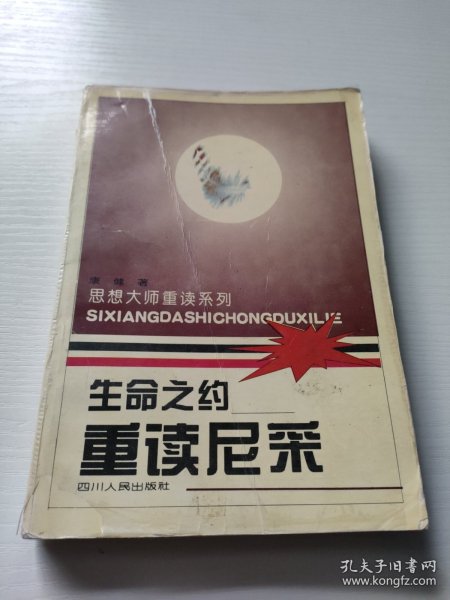 康 健 著
思想大师重读系列
SIXIANGDASHICHONGDUXILIE
生命之约
重读尼采
四川人民出版社
孔夫子旧书网
www.kongfz.com